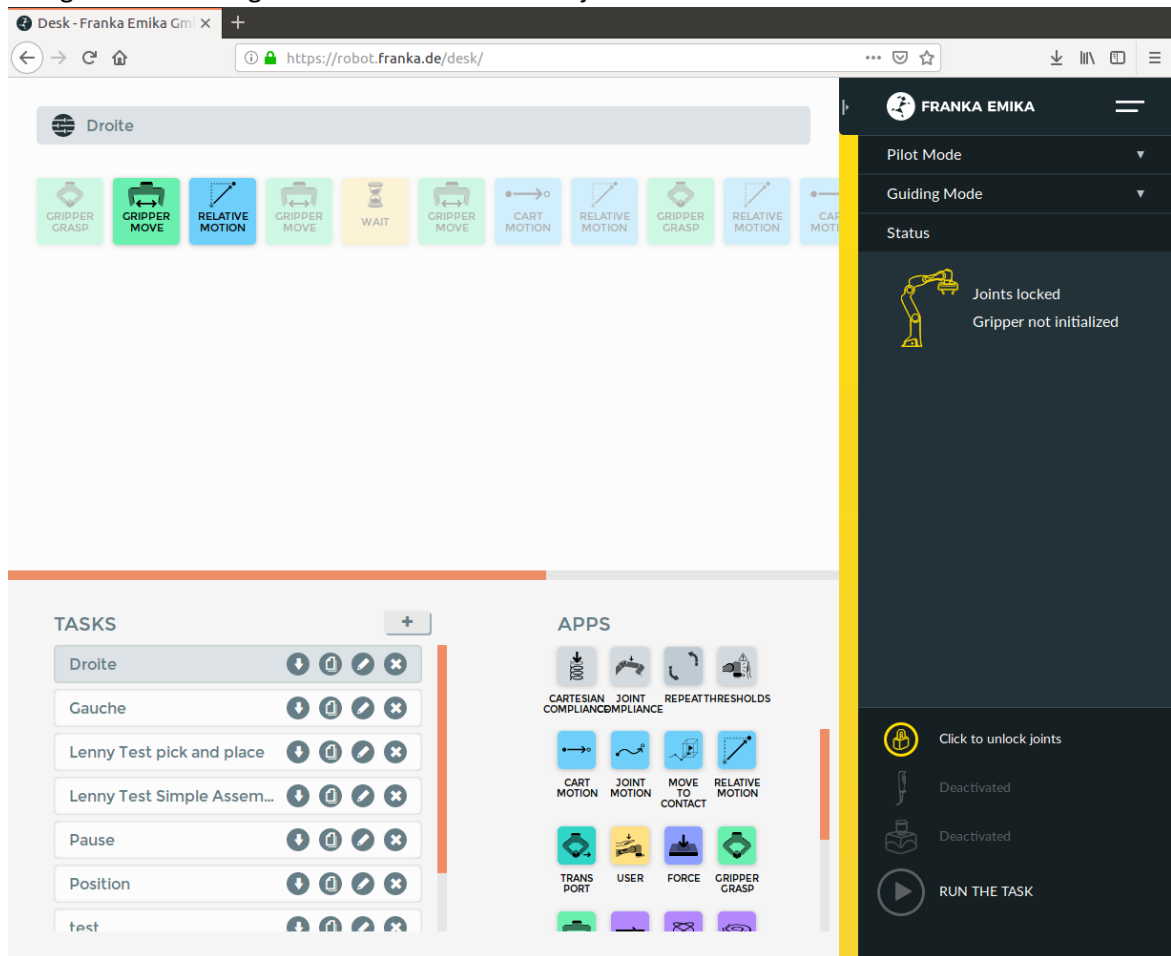 Desk - Franka Emika Gm
https://robot.franka.de/desk/
Droite
GRIPPER GRASP
GRIPPER MOVE
RELATIVE MOTION
GRIPPER MOVE
WAIT
GRIPPER MOVE
CART MOTION
RELATIVE MOTION
GRIPPER GRASP
RELATIVE MOTION
FRANKA EMIKA
Pilot Mode
Guiding Mode
Status
Joints locked
Gripper not initialized
TASKS
+
Droite
Gauche
Lenny Test pick and place
Lenny Test Simple Assem...
Pause
Position
test
APPS
CARTESIAN COMPLIANCE
JOINT COMPLIANCE
REPEAT
THRESHOLDS
CART MOTION
JOINT MOTION
MOVE TO CONTACT
RELATIVE MOTION
TRANS PORT
USER
FORCE
GRIPPER GRASP
Click to unlock joints
Deactivated
Deactivated
RUN THE TASK